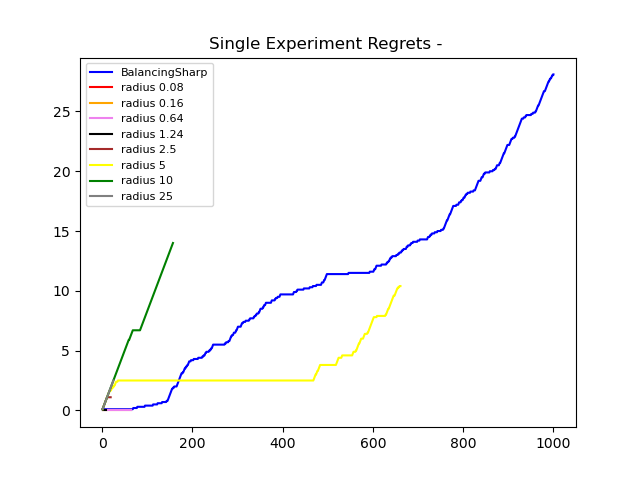 Single Experiment Regrets -
BalancingSharp
radius 0.08
radius 0.16
radius 0.64
radius 1.24
radius 2.5
radius 5
radius 10
radius 25
25
20
15
10
5
0
0 200 400 600 800 1000